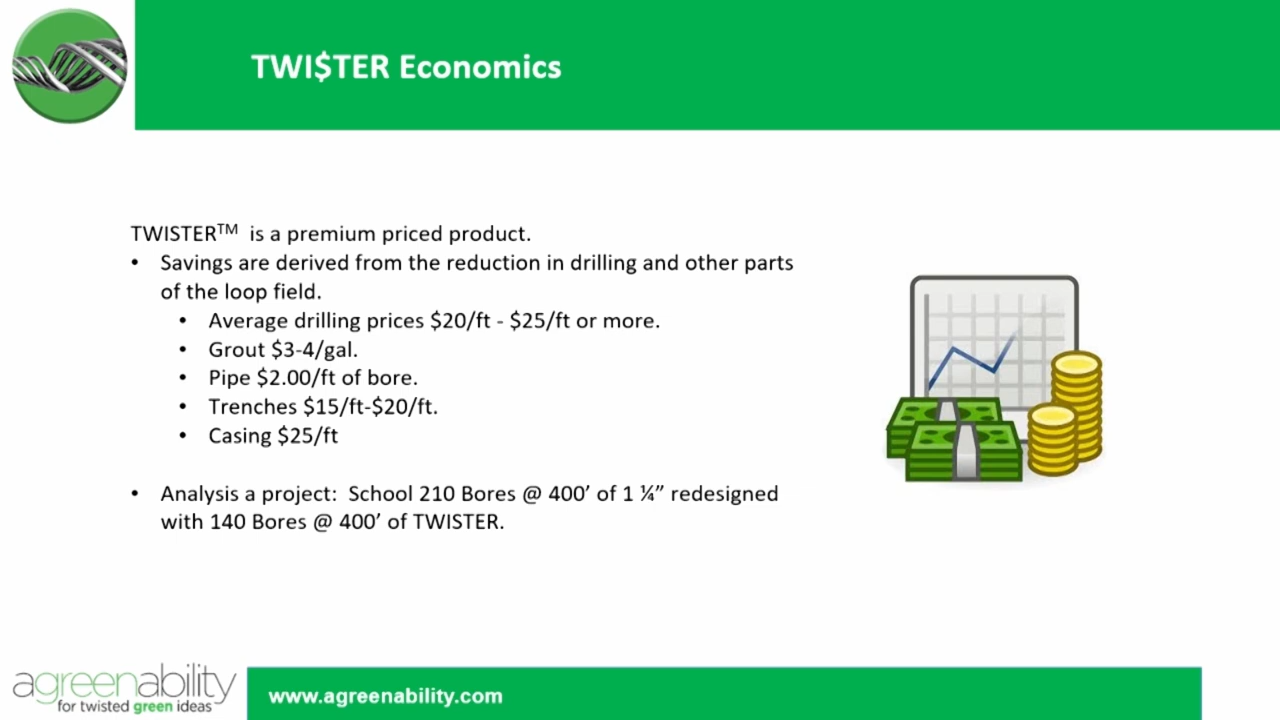 TWI$TER Economics
TWISTER™ is a premium priced product.
• Savings are derived from the reduction in drilling and other parts
of the loop field.
• Average drilling prices $20/ft - $25/ft or more.
• Grout $3-4/gal.
• Pipe $2.00/ft of bore.
• Trenches $15/ft-$20/ft.
• Casing $25/ft
• Analysis a project: School 210 Bores @ 400’ of 1 ¼” redesigned
with 140 Bores @ 400’ of TWISTER.
agreenability
for twisted green ideas
www.agreenability.com